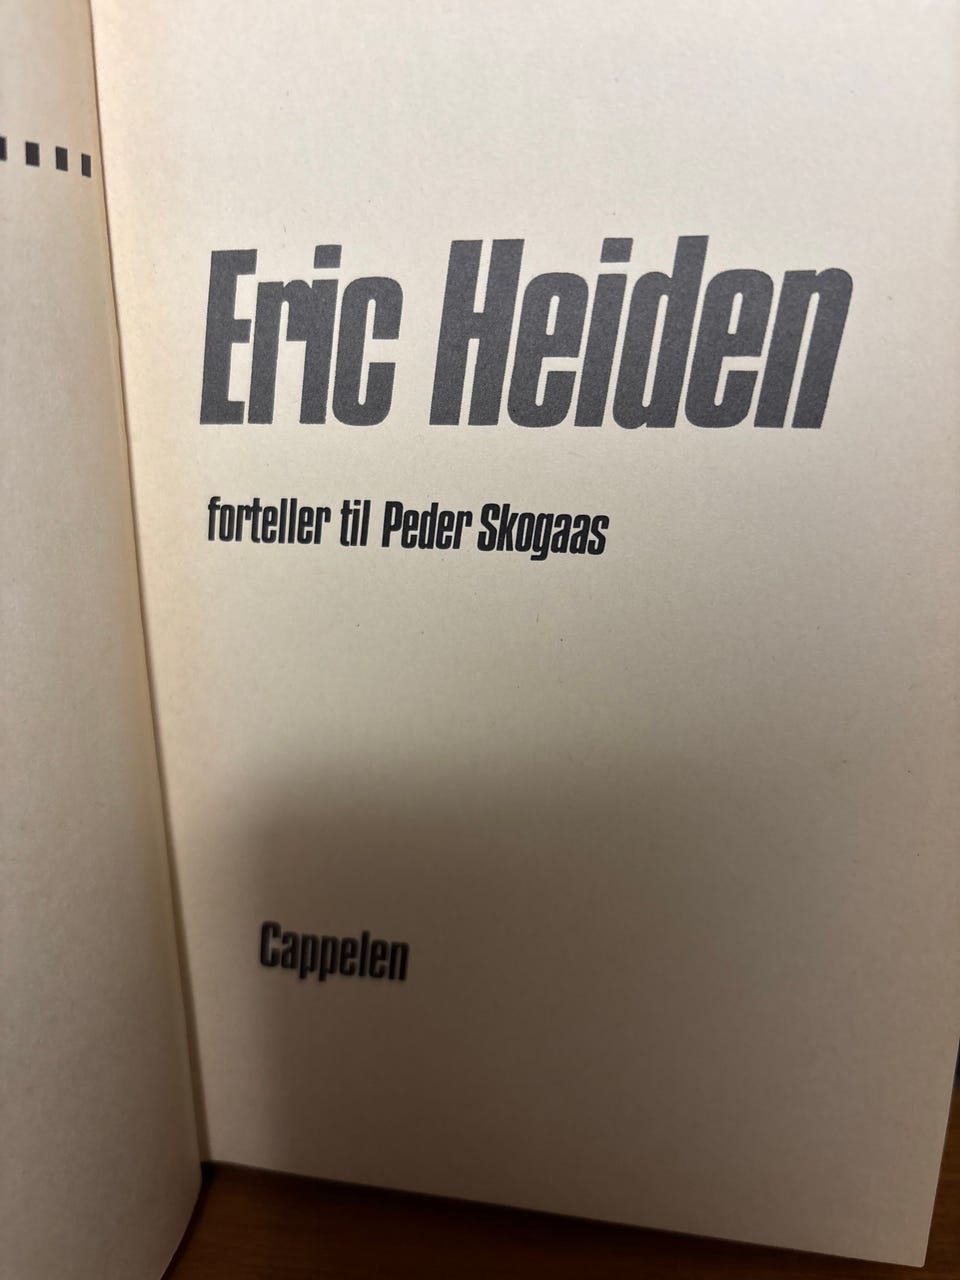 Eric Heiden
forteller til Peder Skogaas
Cappelen